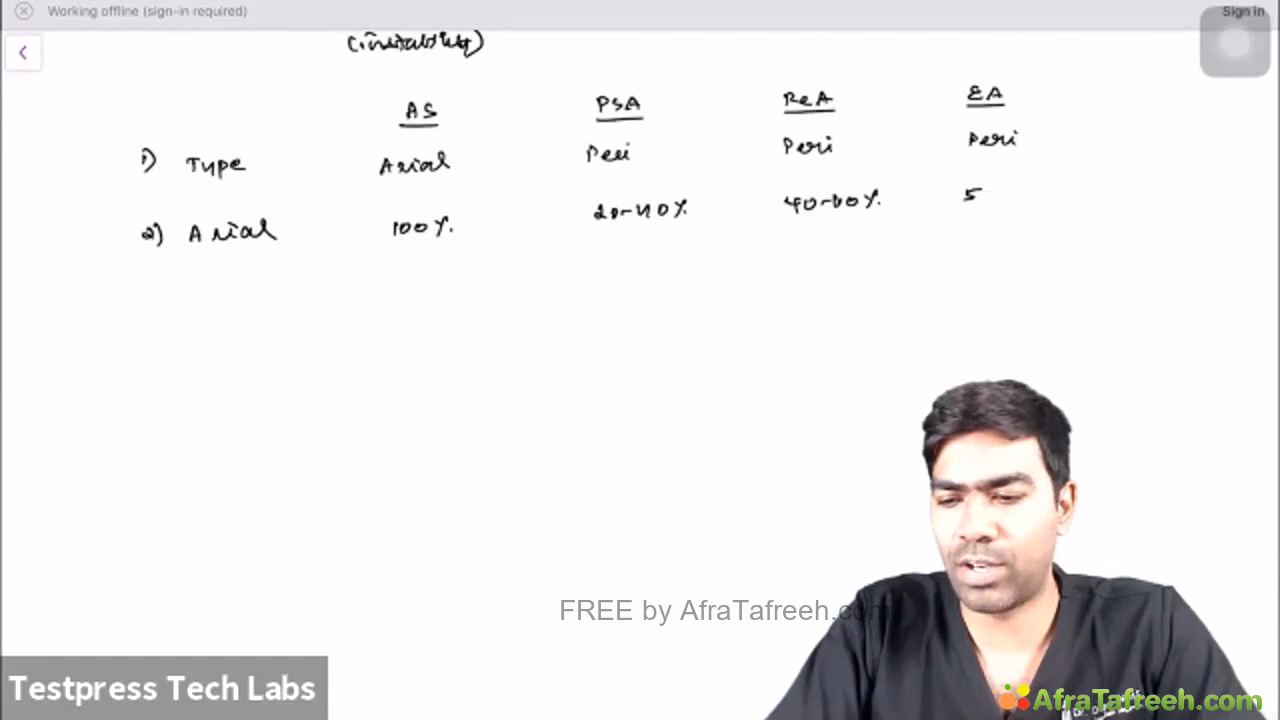 Working offline (sign-in required)
Sign in
AS PSA ReA EA
1) Type Axial Peri Peri Peri
2) Axial 100%. 20-40%. 40-60%. 5
FREE by AfraTafreeh.com
Testpress Tech Labs
AfraTafreeh.com